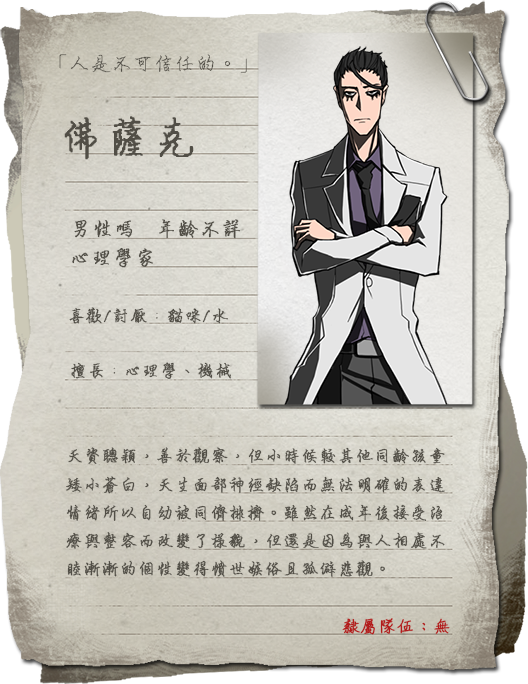 「人是不可信任的。」
佛薩克
男性嗎　年齡不詳
心理學家
喜歡/討厭：貓咪/水
擅長：心理學、機械
天資聰穎，善於觀察，但小時候較其他同齡孩童
矮小蒼白，天生面部神經缺陷而無法明確的表達
情緒所以自幼被同儕排擠。雖然在成年後接受治
療與整容而改變了樣貌，但還是因為與人相處不
睦漸漸的個性變得憤世嫉俗且孤僻悲觀。
隸屬隊伍：無